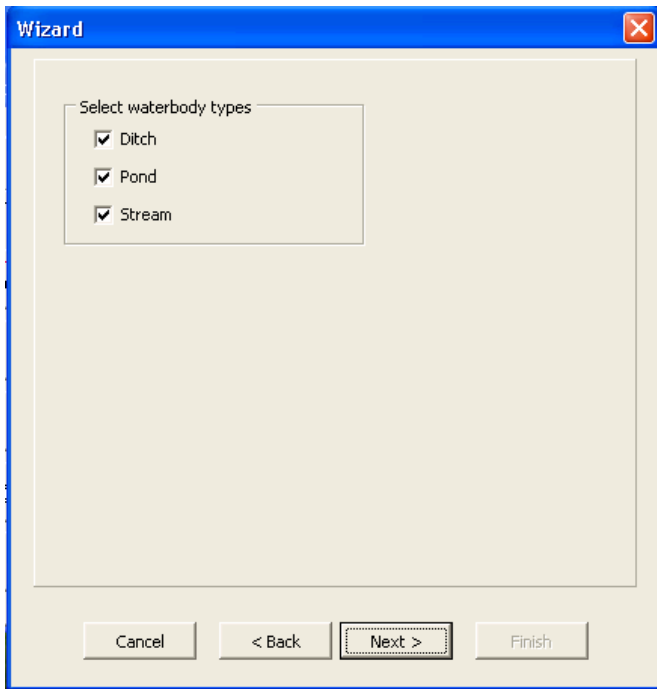 Wizard
Select waterbody types
Ditch
Pond
Stream
Cancel
< Back
Next >
Finish